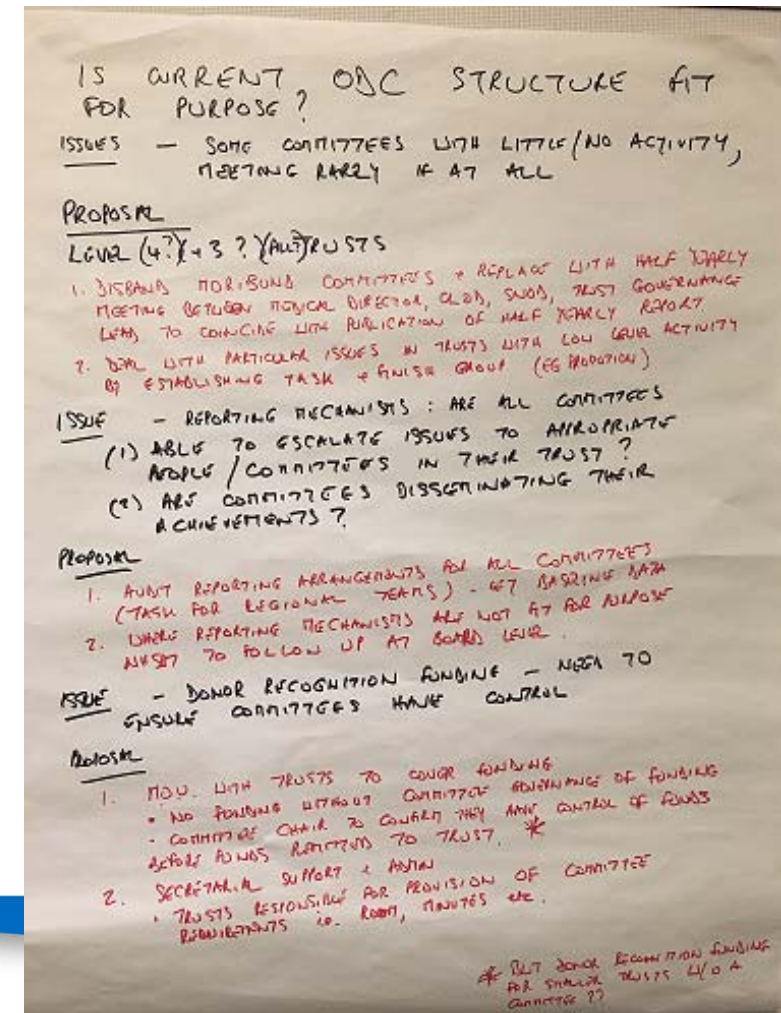 IS CURRENT ODC STRUCTURE FIT
FOR PURPOSE?
ISSUES — SOME COMMITTEES WITH LITTLE/NO ACTIVITY,
MEETING RARLY IF AT ALL
PROPOSAL
LEVEL (4?)(+3?)(ALL?)TRUSTS
1. DISBAND MORIBUND COMMITTEES + REPLACE WITH HALF YEARLY
MEETING BETWEEN MEDICAL DIRECTOR, CLOD, SNOD, TRUST GOVERNANCE
LEAD TO COINCIDE WITH PUBLICATION OF HALF YEARLY REPORT.
2. DEAL WITH PARTICULAR ISSUES IN TRUSTS WITH LOW LEVEL ACTIVITY
BY ESTABLISHING TASK + FINISH GROUP (EG PROMOTION)
ISSUE — REPORTING MECHANISMS : ARE ALL COMMITTEES
(1) ABLE TO ESCALATE ISSUES TO APPROPRIATE
PEOPLE / COMMITTEES IN THEIR TRUST?
(2) ARE COMMITTEES DISSEMINATING THEIR
ACHIEVEMENTS?
PROPOSAL
1. AUDIT REPORTING ARRANGEMENTS FOR ALL COMMITTEES
(TASK FOR REGIONAL TEAMS) - GET BASELINE DATA
2. WHERE REPORTING MECHANISMS ARE NOT FIT FOR PURPOSE
NHSBT TO FOLLOW UP AT BOARD LEVEL.
ISSUE — DONOR RECOGNITION FUNDING — NEED TO
ENSURE COMMITTEES HAVE CONTROL
PROPOSAL
1. MOU WITH TRUSTS TO COVER FUNDING
• NO FUNDING WITHOUT COMMITTEE GOVERNANCE OF FUNDING
• COMMITTEE CHAIR TO CONFIRM THEY HAVE CONTROL OF FUNDS
BEFORE FUNDS REMITTED TO TRUST. *
2. SECRETARIAL SUPPORT + ADMIN
• TRUSTS RESPONSIBLE FOR PROVISION OF COMMITTEE
REQUIREMENTS i.e. ROOM, MINUTES etc.
* BUT DONOR RECOGNITION FUNDING
FOR SMALLER TRUSTS W/O A
COMMITTEE ??